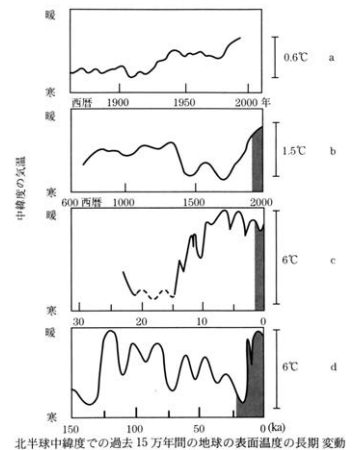 暖
0.6℃ a
寒
西暦 1900 1950 2000 年
暖
1.5℃ b
寒
600 西暦 1000 1500 2000
中緯度の気温
暖
6℃ c
寒
30 20 10 0
暖
6℃ d
寒
150 100 50 0 (ka)
北半球中緯度での過去 15 万年間の地球の表面温度の長期変動